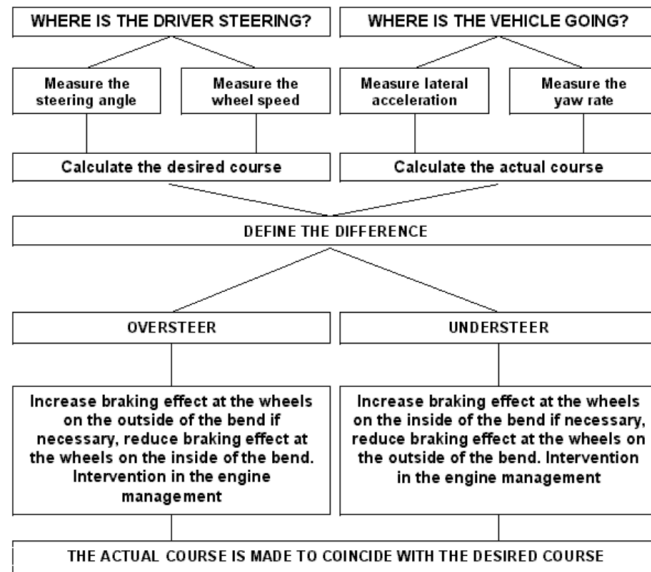 WHERE IS THE DRIVER STEERING?
WHERE IS THE VEHICLE GOING?
Measure the
steering angle
Measure the
wheel speed
Measure lateral
acceleration
Measure the
yaw rate
Calculate the desired course
Calculate the actual course
DEFINE THE DIFFERENCE
OVERSTEER
UNDERSTEER
Increase braking effect at the wheels
on the outside of the bend if
necessary, reduce braking effect at
the wheels on the inside of the bend.
Intervention in the engine
management
Increase braking effect at the wheels
on the inside of the bend if necessary,
reduce braking effect at the wheels on
the outside of the bend. Intervention
in the engine management
THE ACTUAL COURSE IS MADE TO COINCIDE WITH THE DESIRED COURSE